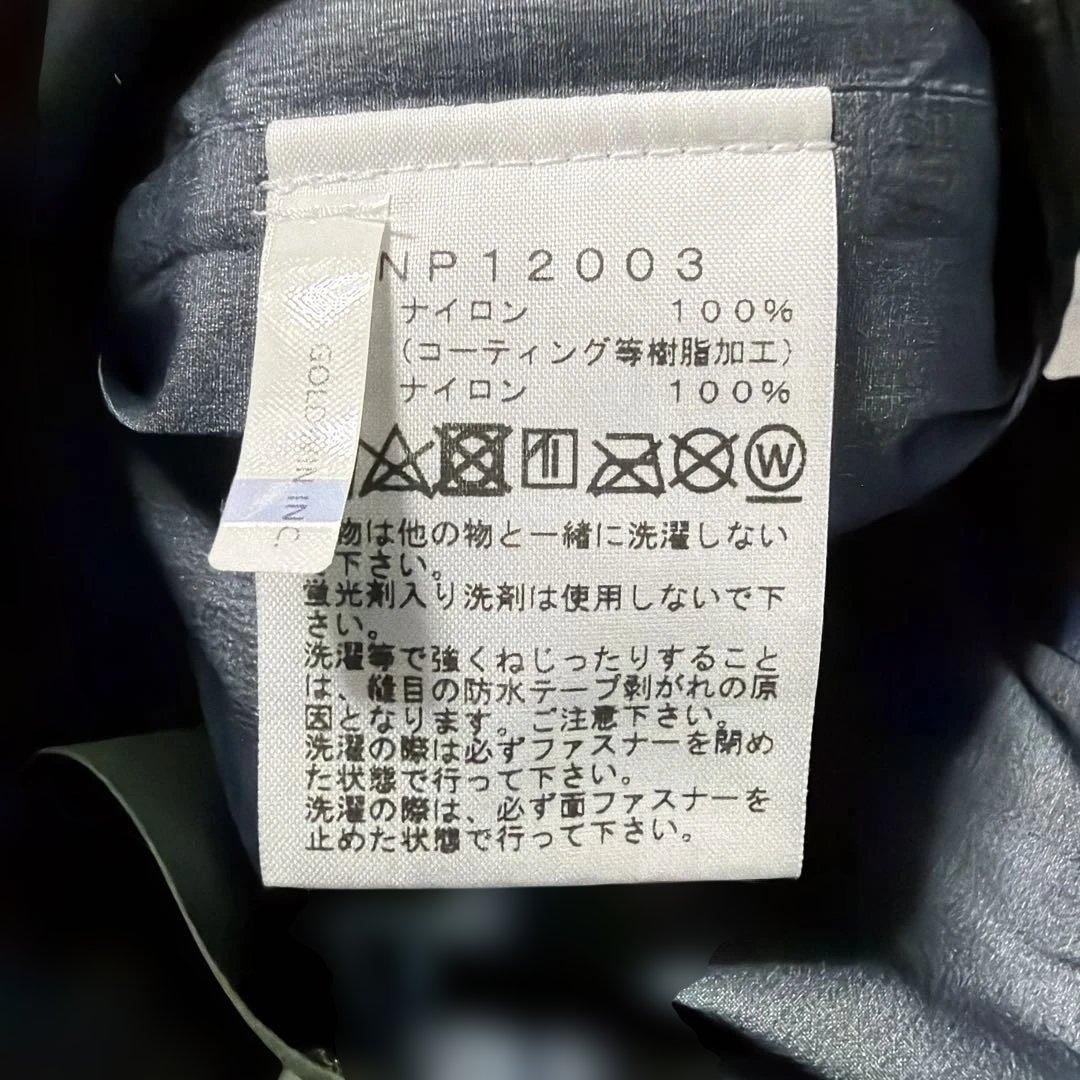 NP12003
ナイロン 100%
(コーティング等樹脂加工)
ナイロン 100%
W
物は他の物と一緒に洗濯しない
下さい。
蛍光剤入り洗剤は使用しないで下
さい。
洗濯等で強くねじったりすること
は、縫目の防水テープ剥がれの原
因となります。ご注意下さい。
洗濯の際は必ずファスナーを閉め
た状態で行って下さい。
洗濯の際は、必ず面ファスナーを
止めた状態で行って下さい。
INC.